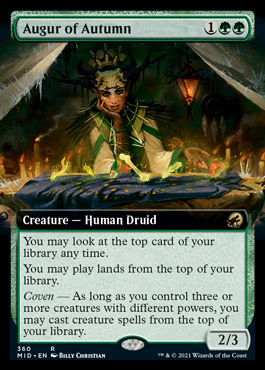 Augur of Autumn 1
Creature — Human Druid
You may look at the top card of your
library any time.
You may play lands from the top of your
library.
Coven — As long as you control three or
more creatures with different powers, you
may cast creature spells from the top of
your library.
2/3
360 R
MID • EN BILLY CHRISTIAN
™ & © 2021 Wizards of the Coast